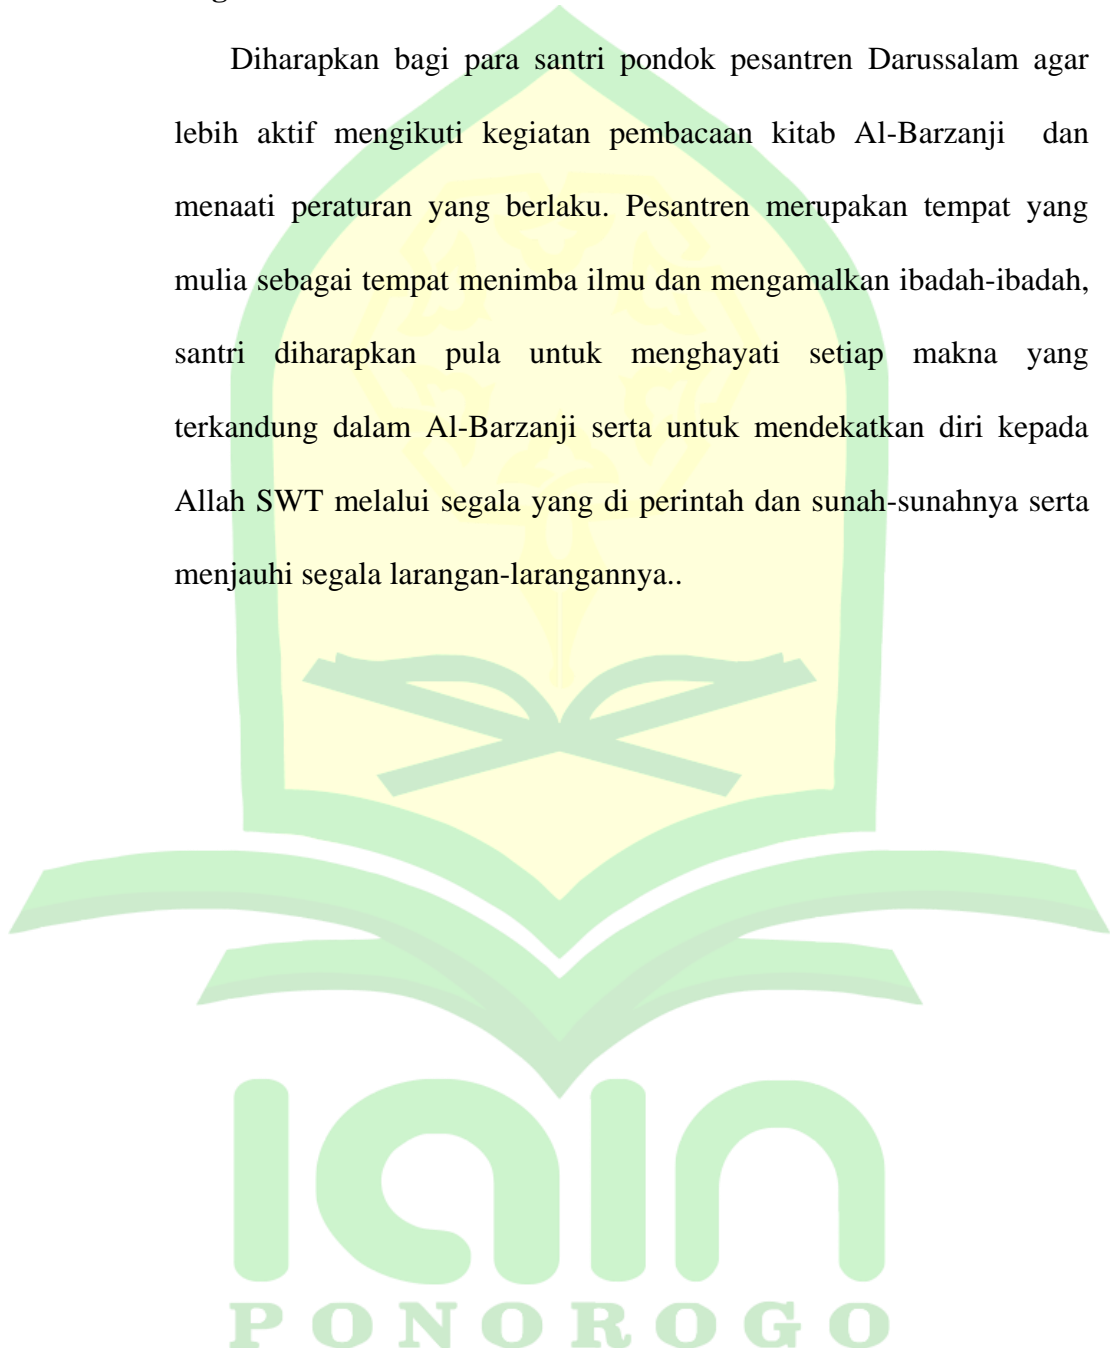 Diharapkan bagi para santri pondok pesantren Darussalam agar
lebih aktif mengikuti kegiatan pembacaan kitab Al-Barzanji dan
menaati peraturan yang berlaku. Pesantren merupakan tempat yang
mulia sebagai tempat menimba ilmu dan mengamalkan ibadah-ibadah,
santri diharapkan pula untuk menghayati setiap makna yang
terkandung dalam Al-Barzanji serta untuk mendekatkan diri kepada
Allah SWT melalui segala yang di perintah dan sunah-sunahnya serta
menjauhi segala larangan-larangannya..
IAIN
PONOROGO